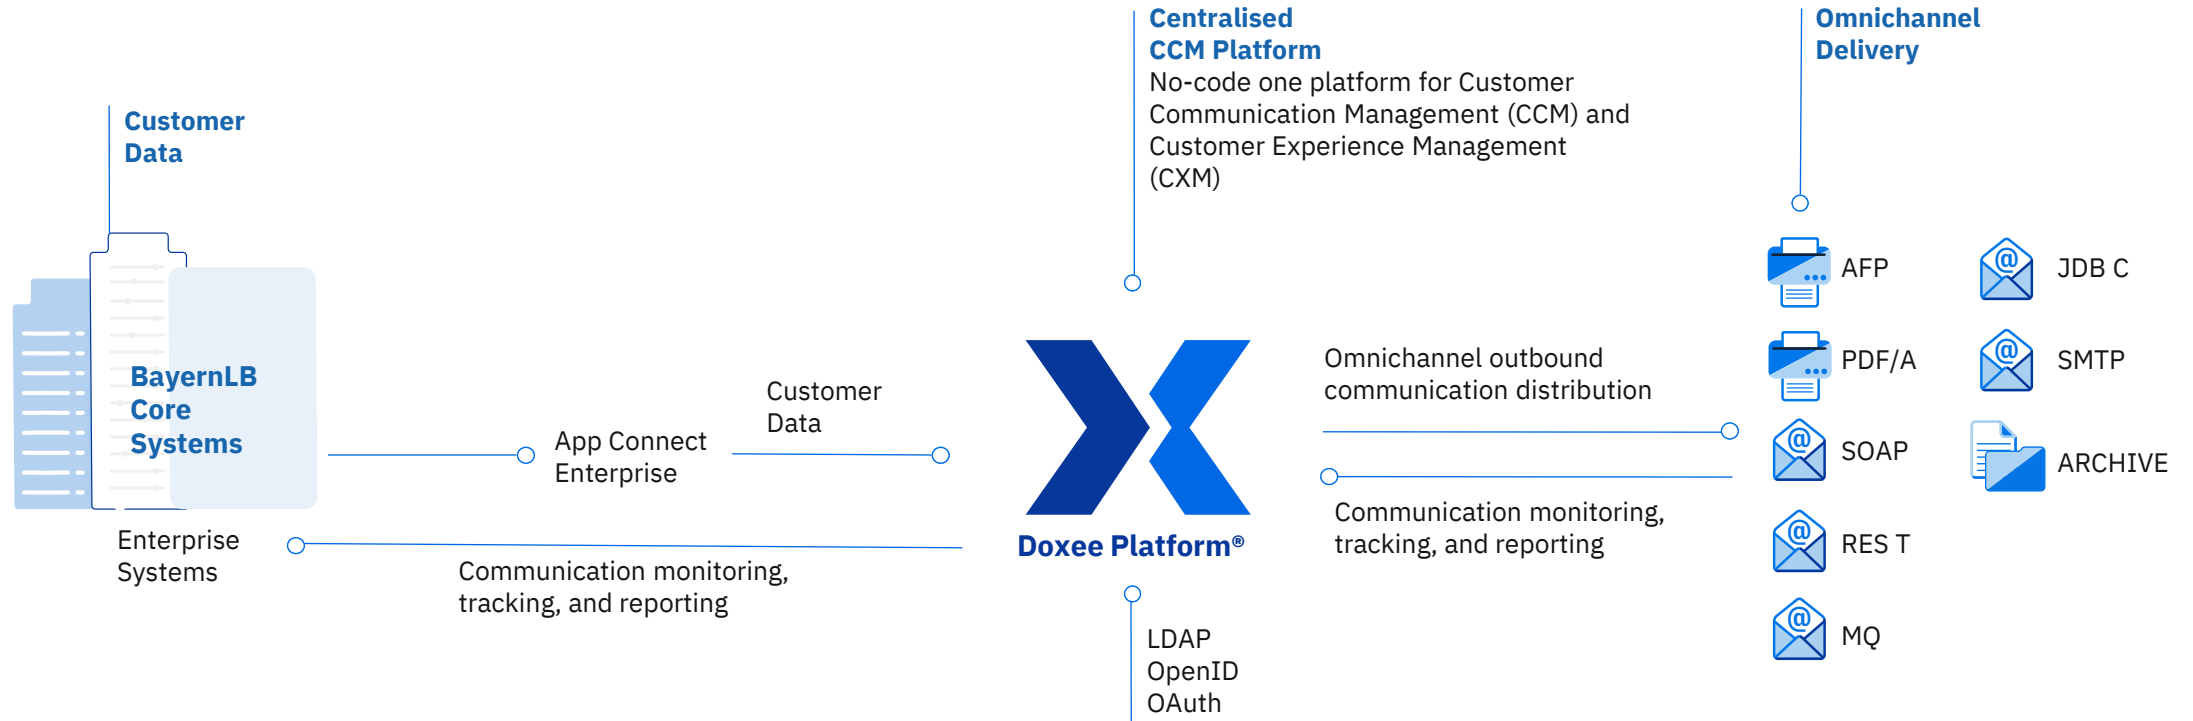 Customer
Data
BayernLB
Core
Systems
Enterprise
Systems
App Connect
Enterprise
Customer
Data
Communication monitoring,
tracking, and reporting
Centralised
CCM Platform
No-code one platform for Customer
Communication Management (CCM) and
Customer Experience Management
(CXM)
Doxee Platform®
LDAP
OpenID
OAuth
Omnichannel outbound
communication distribution
Communication monitoring,
tracking, and reporting
Omnichannel
Delivery
AFP
PDF/A
@ SOAP
@ RES T
@ MQ
@ JDB C
@ SMTP
ARCHIVE